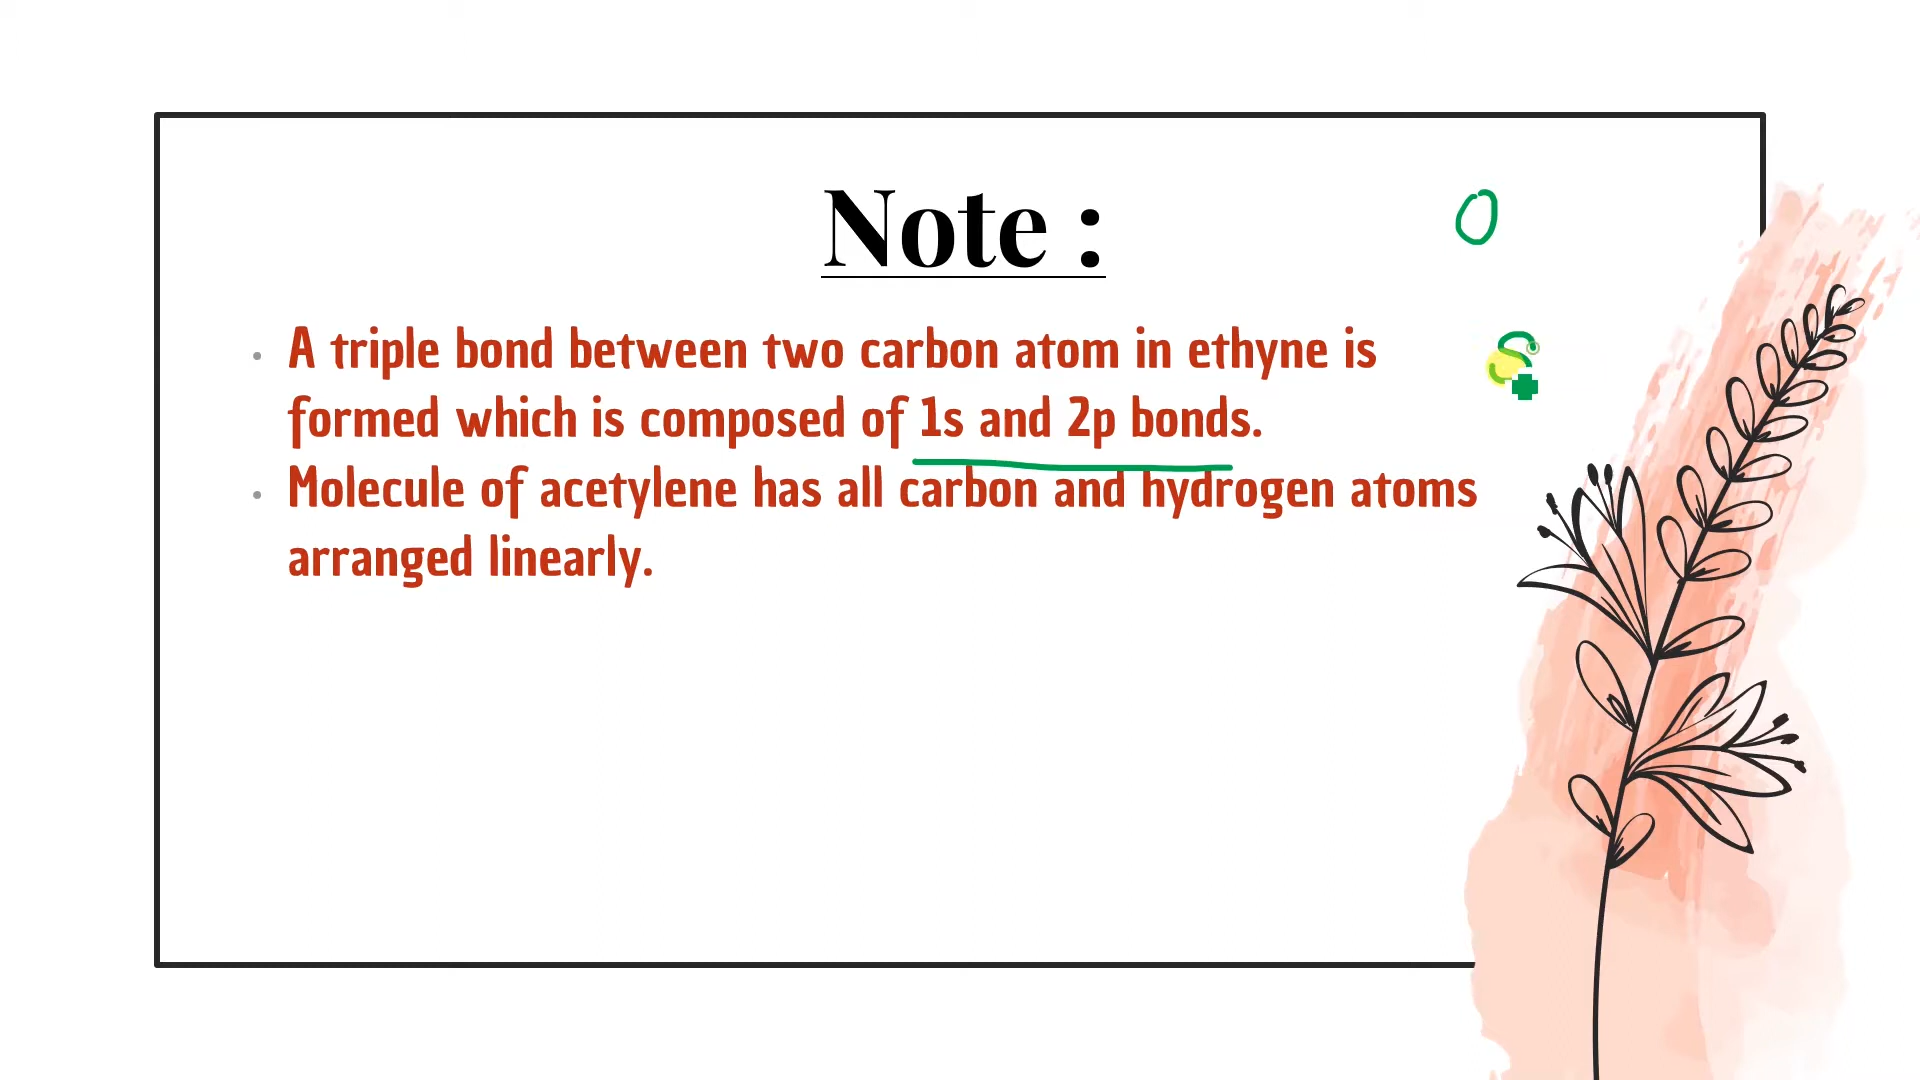 Note :
A triple bond between two carbon atom in ethyne is
formed which is composed of 1s and 2p bonds.
Molecule of acetylene has all carbon and hydrogen atoms
arranged linearly.